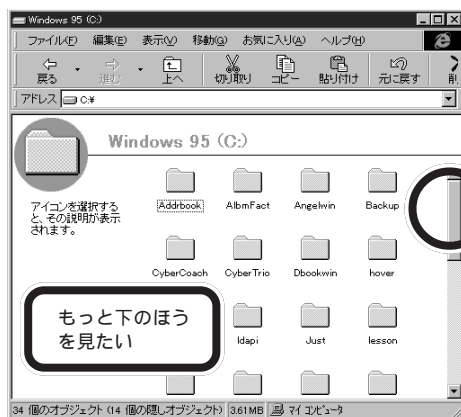 Windows 95 (C:)
ファイル(F) 編集(E) 表示(V) 移動(G) お気に入り(A) ヘルプ(H)
戻る 進む 上へ 切り取り コピー 貼り付け 元に戻す 削
アドレス C:¥
Windows 95 (C:)
アイコンを選択する
と、その説明が表示
されます。
Addrbook AlbmFact Angelwin Backup
CyberCoach CyberTrio Dbookwin hover
もっと下のほう
を見たい
Idapi Just lesson
34 個のオブジェクト (14 個の隠しオブジェクト) 3.61MB マイ コンピュータ